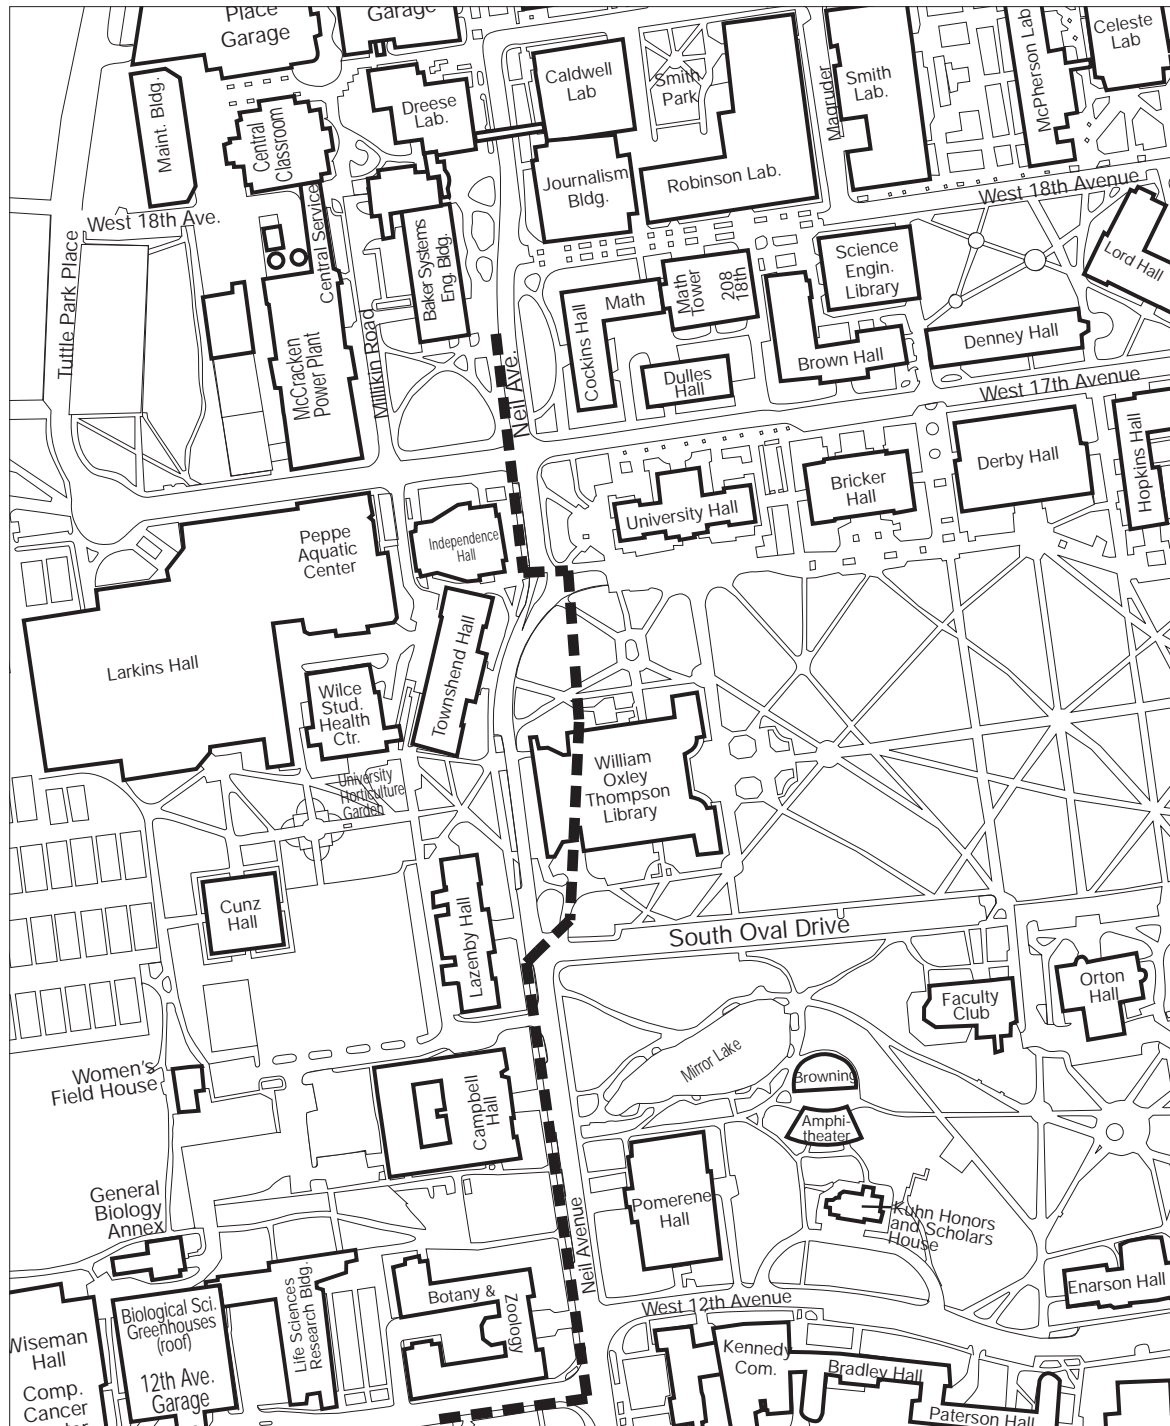 Place
Garage
Garage
Celeste
Lab
McPherson Lab
Caldwell
Lab
Smith
Park
Magruder
Smith
Lab.
Maint. Bldg.
Central
Classroom
Dreese
Lab.
Journalism
Bldg.
Robinson Lab.
West 18th Avenue
West 18th Ave.
Central Service
Tuttle Park Place
Baker Systems
Eng. Bldg.
Science
Engin.
Library
Lord Hall
Math
Math
Tower
208
18th
Cockins Hall
Millikin Road
McCracken
Power Plant
Neil Ave.
Dulles
Hall
Brown Hall
Denney Hall
West 17th Avenue
Hopkins Hall
Derby Hall
Bricker
Hall
University Hall
Peppe
Aquatic
Center
Independence
Hall
Larkins Hall
Townshend Hall
Wilce
Stud.
Health
Ctr.
University
Horticulture
Garden
William
Oxley
Thompson
Library
Cunz
Hall
Lazenby Hall
South Oval Drive
Faculty
Club
Orton
Hall
Mirror Lake
Browning
Amphi-
theater
Women's
Field House
Campbell
Hall
General
Biology
Annex
Pomerene
Hall
Kuhn Honors
and Scholars
House
Neil Avenue
Enarson Hall
West 12th Avenue
Botany &
Zoology
Life Sciences
Research Bldg.
Biological Sci.
Greenhouses
(roof)
12th Ave.
Garage
Wiseman
Hall
Comp.
Cancer
Kennedy
Com.
Bradley Hall
Paterson Hall